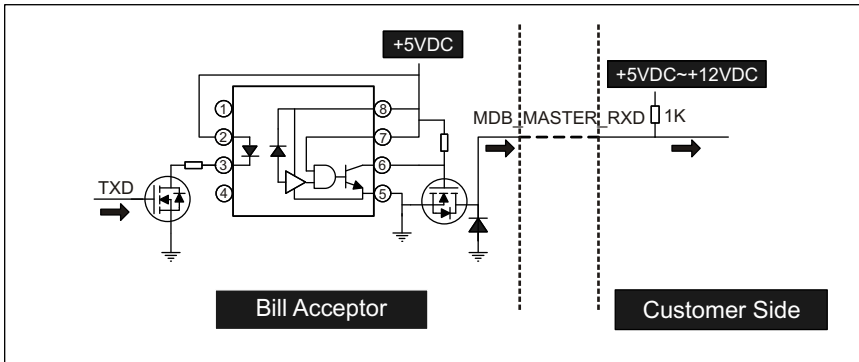 +5VDC
+5VDC~+12VDC
1
8
MDB_MASTER_RXD
1K
2
7
3
6
TXD
4
5
Bill Acceptor
Customer Side